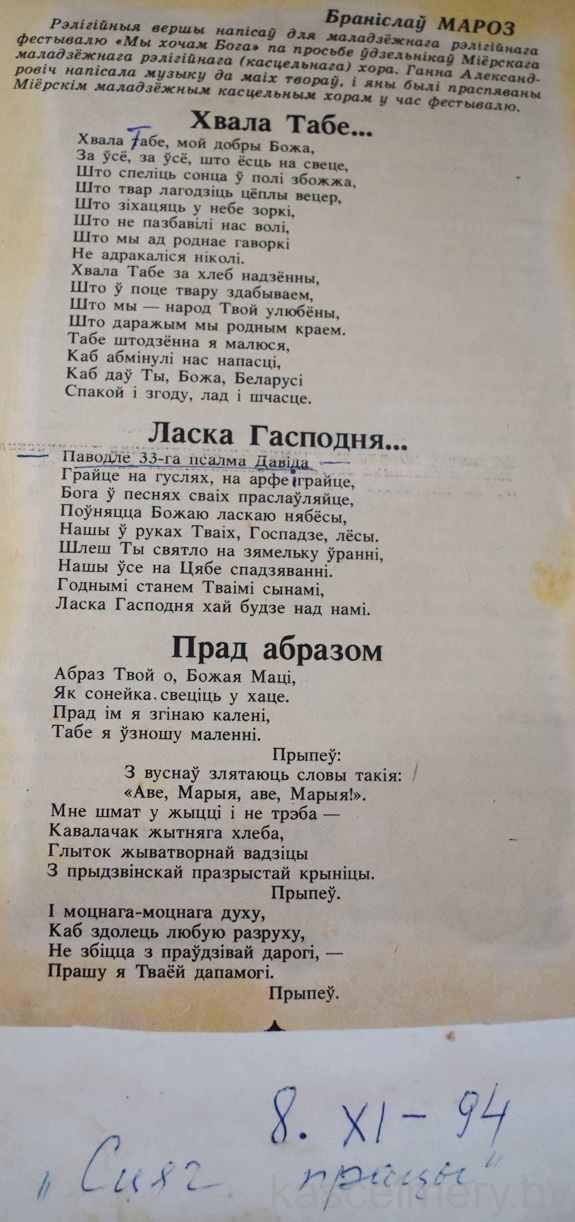 Браніслаў МАРОЗ
Рэлігійныя вершы напісаў для маладзёжнага рэлігійнага
фестывалю «Мы хочам Бога» па просьбе ўдзельнікаў Міёрскага
маладзёжнага рэлігійнага (касцельнага) хора. Ганна Александ-
ровіч напісала музыку да маіх твораў, і яны былі праспяваны
Міёрскім маладзёжным касцельным хорам у час фестывалю.
Хвала Табе...
Хвала Табе, мой добры Божа,
За ўсё, за ўсё, што ёсць на свеце,
Што спеліць сонца ў полі збожжа,
Што твар лагодзіць цёплы вецер,
Што зіхацяць у небе зоркі,
Што не пазбавілі нас волі,
Што мы ад роднае гаворкі
Не адракаліся ніколі.
Хвала Табе за хлеб надзённы,
Што ў поце твару здабываем,
Што мы — народ Твой улюбёны,
Што даражым мы родным краем.
Табе штодзённа я малюся,
Каб абмінулі нас напасці,
Каб даў Ты, Божа, Беларусі
Спакой і згоду, лад і шчасце.
Ласка Гасподня...
Паводле 33-га псалма Давіда
Грайце на гуслях, на арфе іграйце,
Бога ў песнях сваіх праслаўляйце,
Поўняцца Божаю ласкаю нябёсы,
Нашы ў руках Тваіх, Госпадзе, лёсы.
Шлеш Ты святло на зямельку ўранні,
Нашы ўсе на Цябе спадзяванні.
Годнымі станем Тваімі сынамі,
Ласка Гасподня хай будзе над намі.
Прад абразом
Абраз Твой о, Божая Маці,
Як сонейка свеціць у хаце.
Прад ім я згінаю калені,
Табе я ўзношу маленні.
Прыпеў:
З вуснаў злятаюць словы такія:
«Аве, Марыя, аве, Марыя!».
Мне шмат у жыцці і не трэба —
Кавалачак жытняга хлеба,
Глыток жыватворнай вадзіцы
З прыдзвінскай празрыстай крыніцы.
Прыпеў.
І моцнага-моцнага духу,
Каб здолець любую разруху,
Не збіцца з праўдзівай дарогі, —
Прашу я Тваёй дапамогі.
Прыпеў.
8. XI – 94
"Сцяг працы"
kascelmery.by